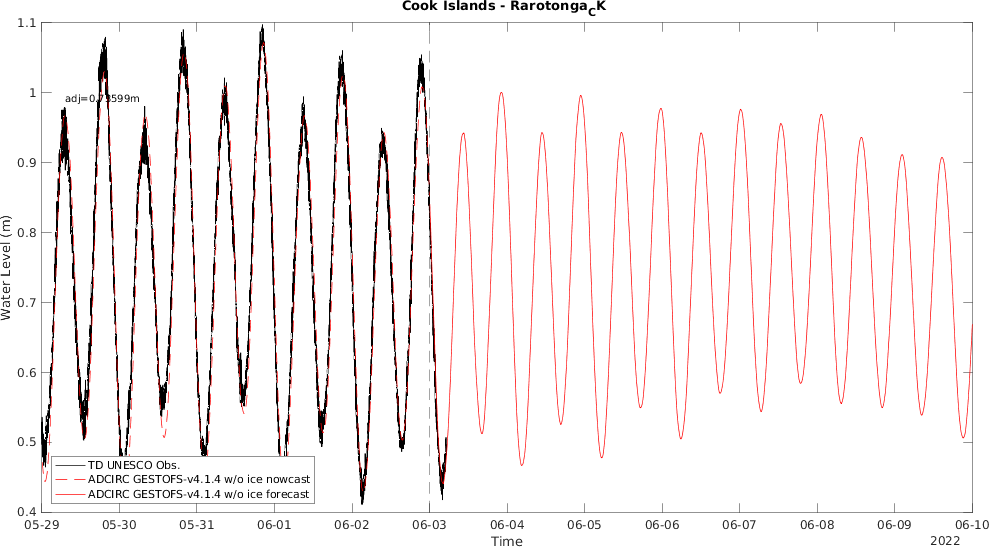 Cook Islands - Rarotonga_CK
1.1
1
0.9
0.8
0.7
0.6
0.5
0.4
Water Level (m)
adj=0.73599m
TD UNESCO Obs.
ADCIRC GESTOFS-v4.1.4 w/o ice nowcast
ADCIRC GESTOFS-v4.1.4 w/o ice forecast
05-29 05-30 05-31 06-01 06-02 06-03 06-04 06-05 06-06 06-07 06-08 06-09 06-10
Time
2022